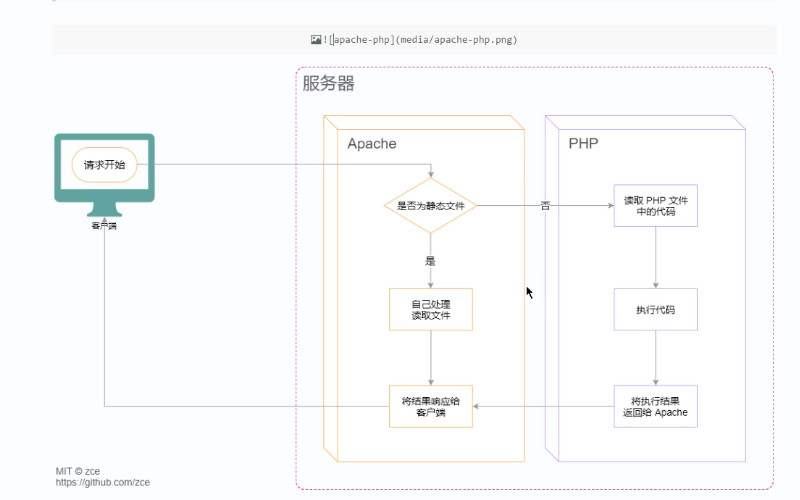 ![apache-php](media/apache-php.png)
服务器
Apache
PHP
请求开始
是否为静态文件
否
读取 PHP 文件
中的代码
客户端
是
自己处理
读取文件
执行代码
将结果响应给
客户端
将执行结果
返回给 Apache
MIT © zce
https://github.com/zce